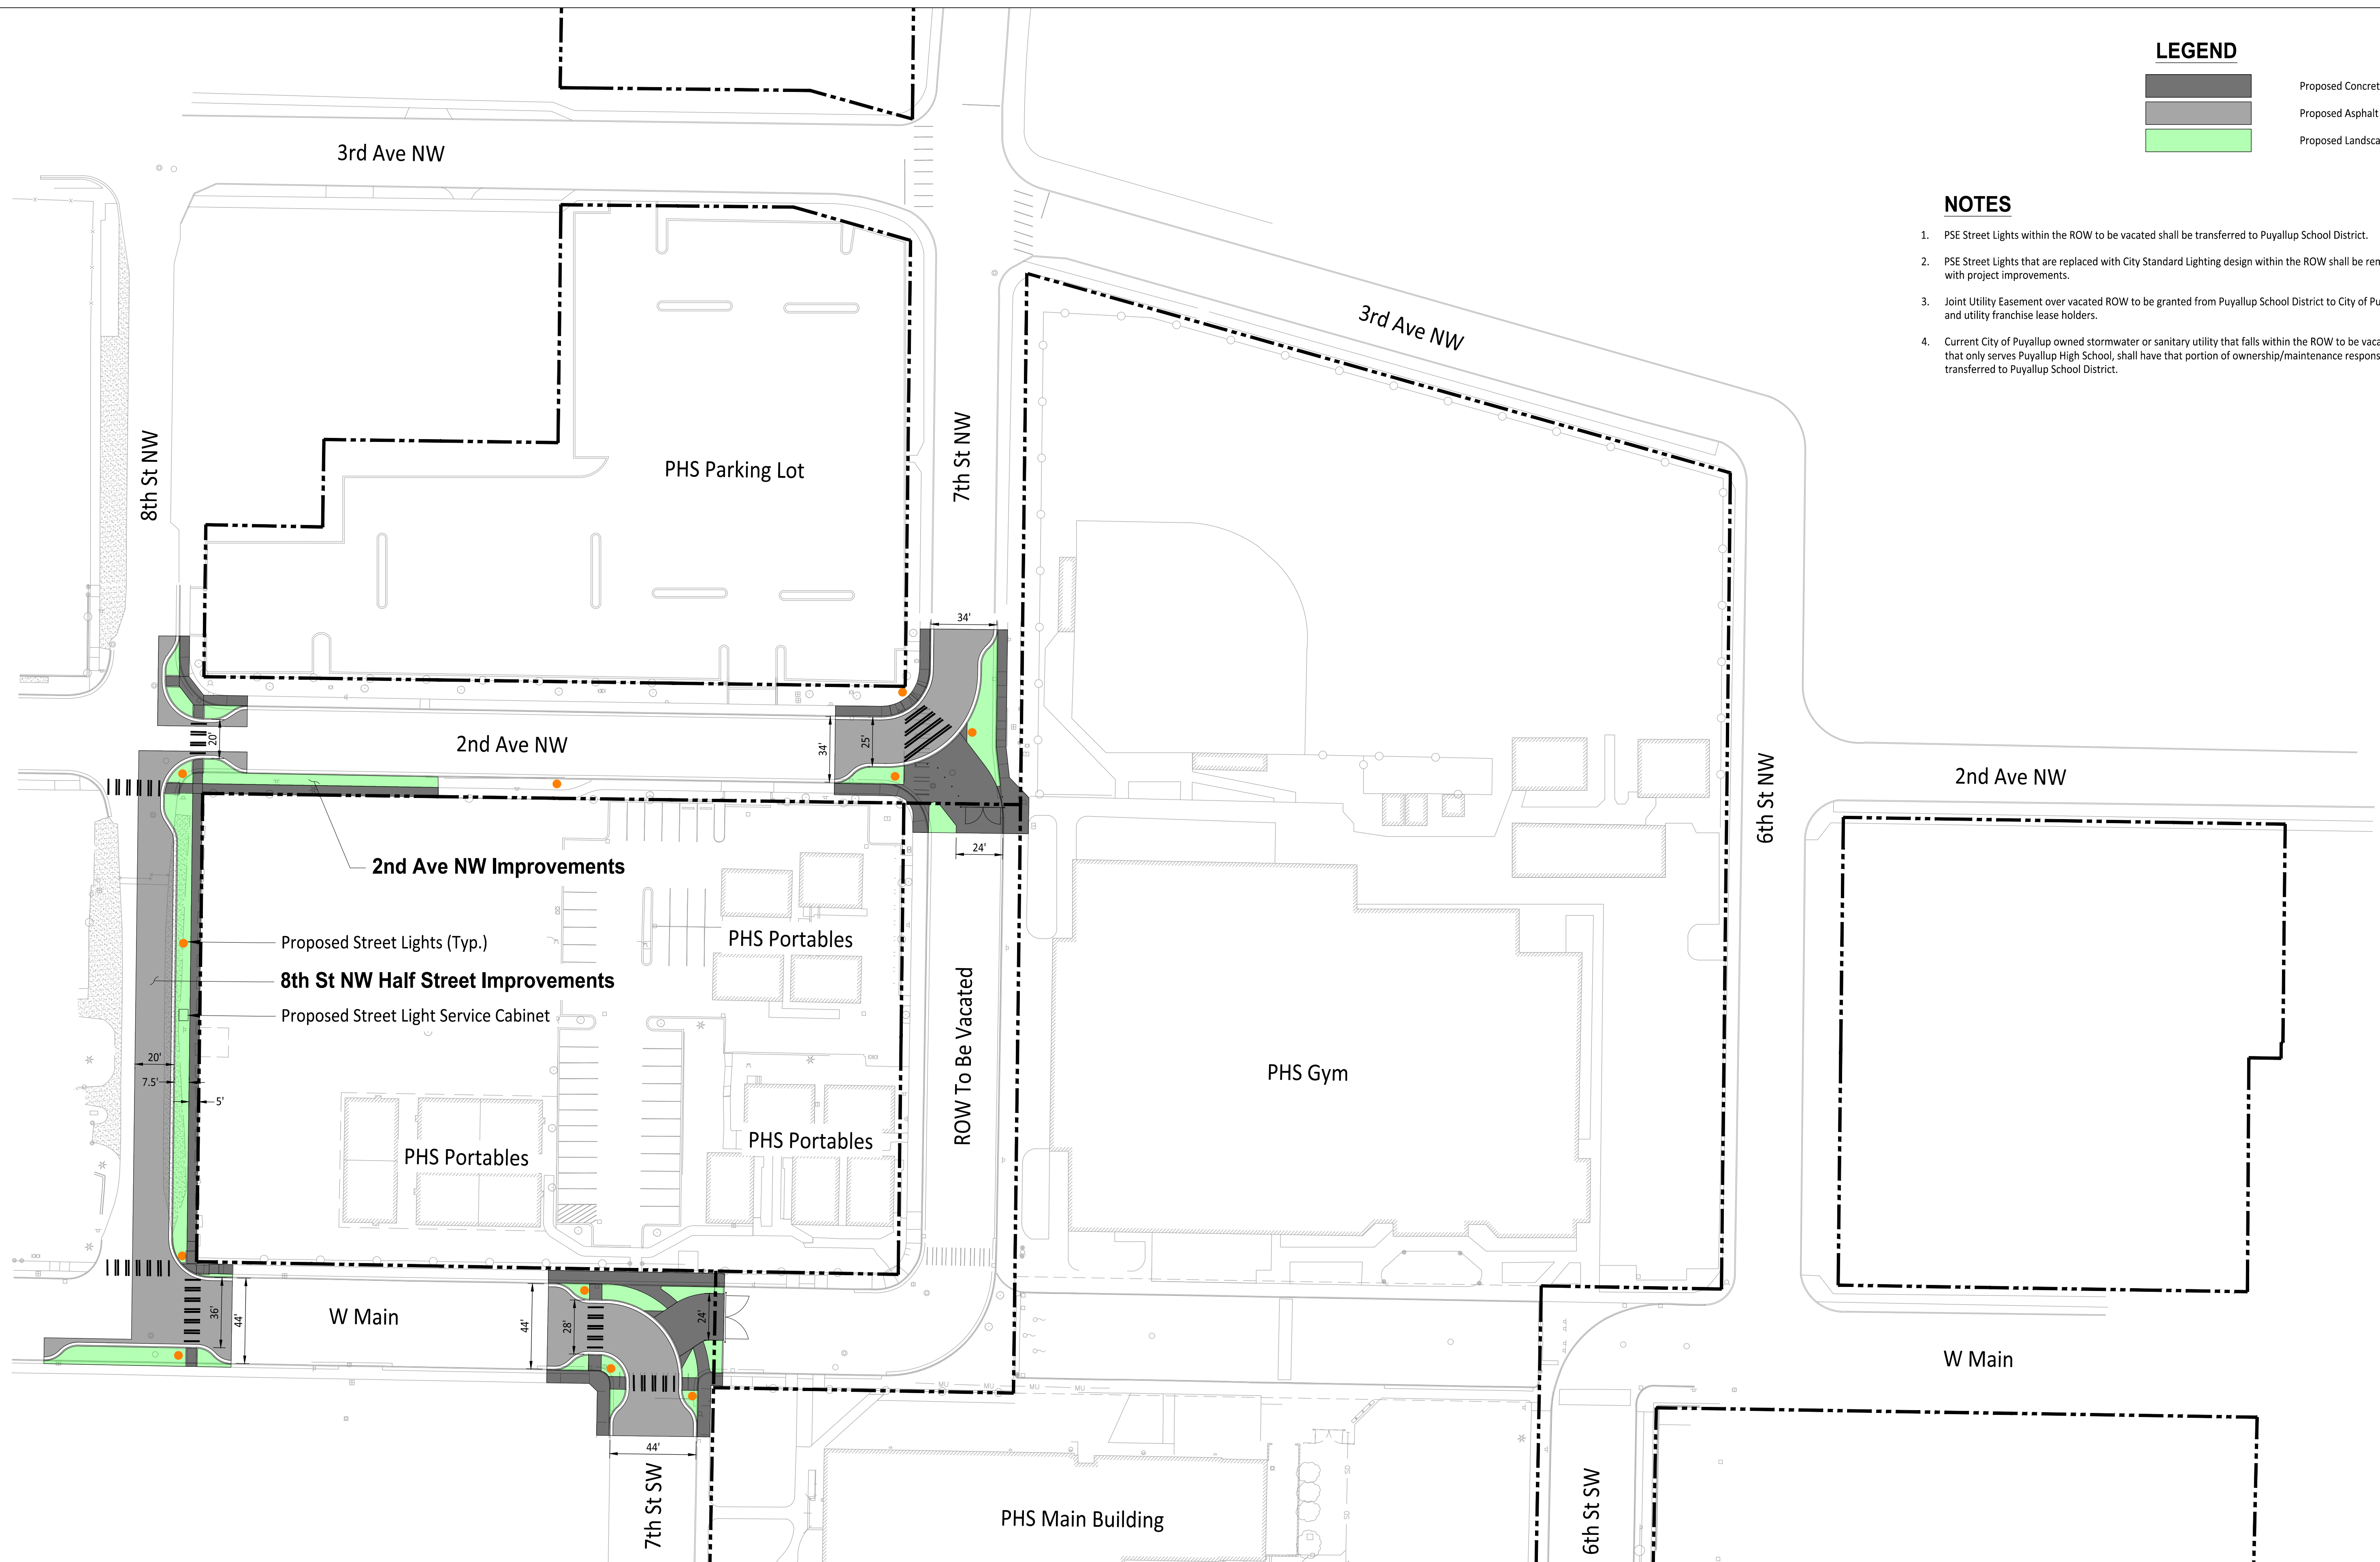 LEGEND
Proposed Concret
Proposed Asphalt
Proposed Landsca
NOTES
1. PSE Street Lights within the ROW to be vacated shall be transferred to Puyallup School District.
2. PSE Street Lights that are replaced with City Standard Lighting design within the ROW shall be rem
with project improvements.
3. Joint Utility Easement over vacated ROW to be granted from Puyallup School District to City of Pu
and utility franchise lease holders.
4. Current City of Puyallup owned stormwater or sanitary utility that falls within the ROW to be vaca
that only serves Puyallup High School, shall have that portion of ownership/maintenance respons
transferred to Puyallup School District.
3rd Ave NW
3rd Ave NW
8th St NW
PHS Parking Lot
7th St NW
34'
20'
2nd Ave NW
34'
25'
6th St NW
2nd Ave NW
24'
2nd Ave NW Improvements
Proposed Street Lights (Typ.)
PHS Portables
8th St NW Half Street Improvements
Proposed Street Light Service Cabinet
ROW To Be Vacated
20'
7.5'
5'
PHS Gym
PHS Portables
PHS Portables
W Main
36'
44'
44'
28'
24'
W Main
MU
MU
MU
44'
7th St SW
PHS Main Building
SD
SD
6th St SW